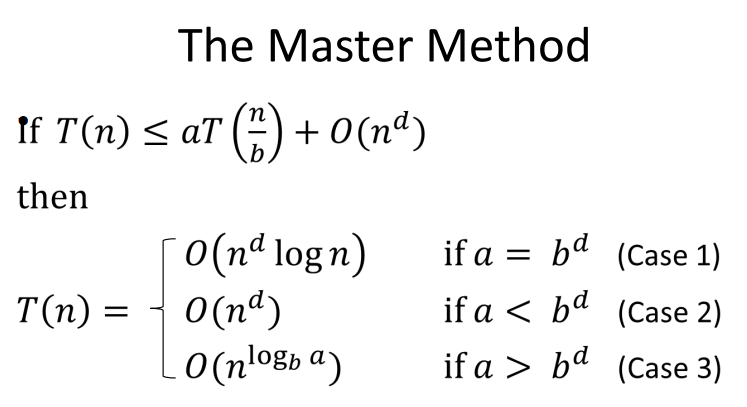 The Master Method
If T(n) ≤ aT(n/b) + O(n^d)
then
T(n) =
O(n^d log n) if a = b^d (Case 1)
O(n^d) if a < b^d (Case 2)
O(n^{log_b a}) if a > b^d (Case 3)